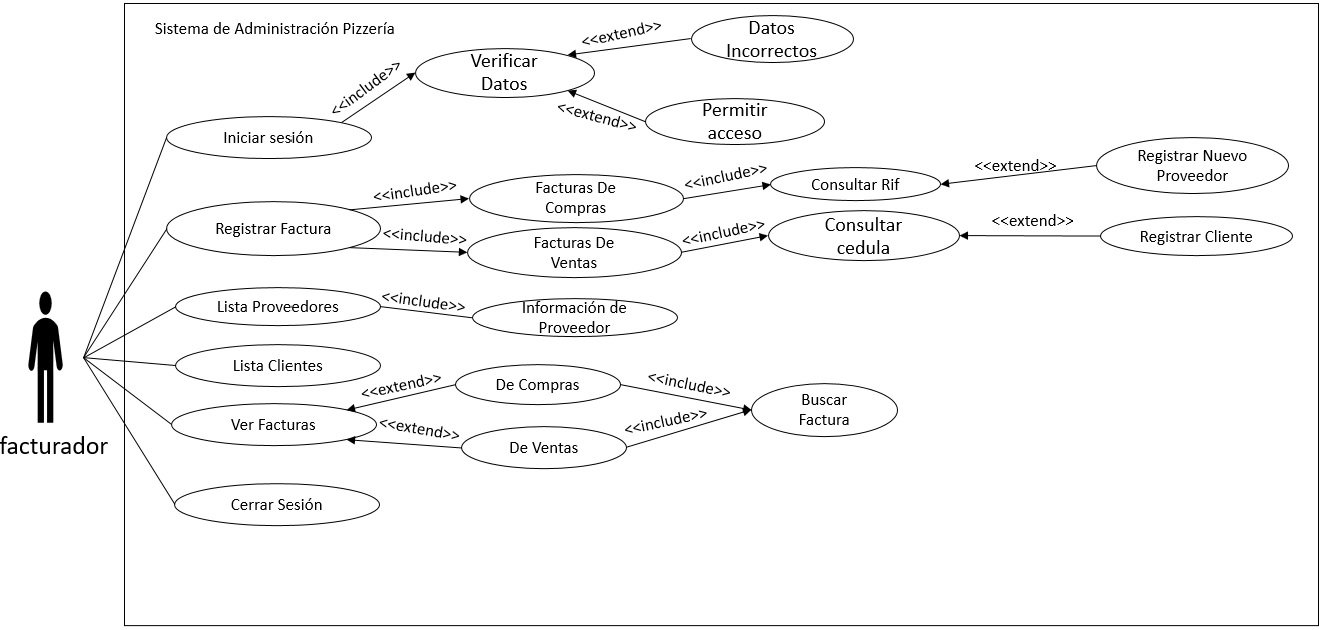 Sistema de Administración Pizzería
<<extend>>
Datos
Incorrectos
<<include>>
Verificar
Datos
<<extend>>
Permitir
acceso
Iniciar sesión
<<include>>
Facturas De
Compras
<<include>>
Consultar Rif
<<extend>>
Registrar Nuevo
Proveedor
Registrar Factura
<<include>>
Facturas De
Ventas
<<include>>
Consultar
cedula
<<extend>>
Registrar Cliente
Lista Proveedores
<<include>>
Información de
Proveedor
Lista Clientes
<<extend>>
De Compras
<<include>>
Buscar
Factura
Ver Facturas
<<extend>>
De Ventas
<<include>>
facturador
Cerrar Sesión